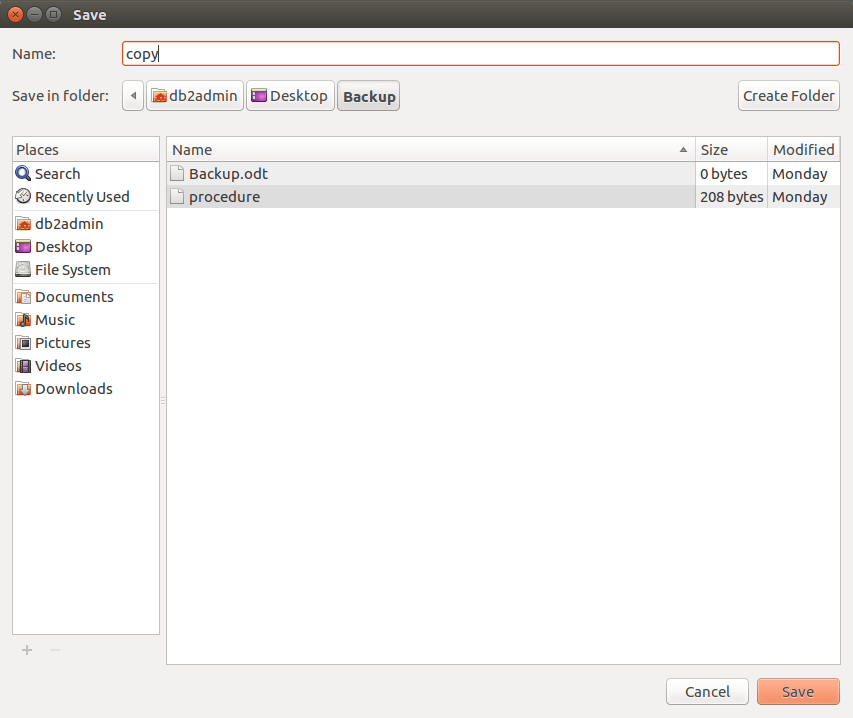 Save
Name: copy
Save in folder: db2admin Desktop Backup Create Folder
Places Name Size Modified
Search Backup.odt 0 bytes Monday
Recently Used procedure 208 bytes Monday
db2admin
Desktop
File System
Documents
Music
Pictures
Videos
Downloads
Cancel Save